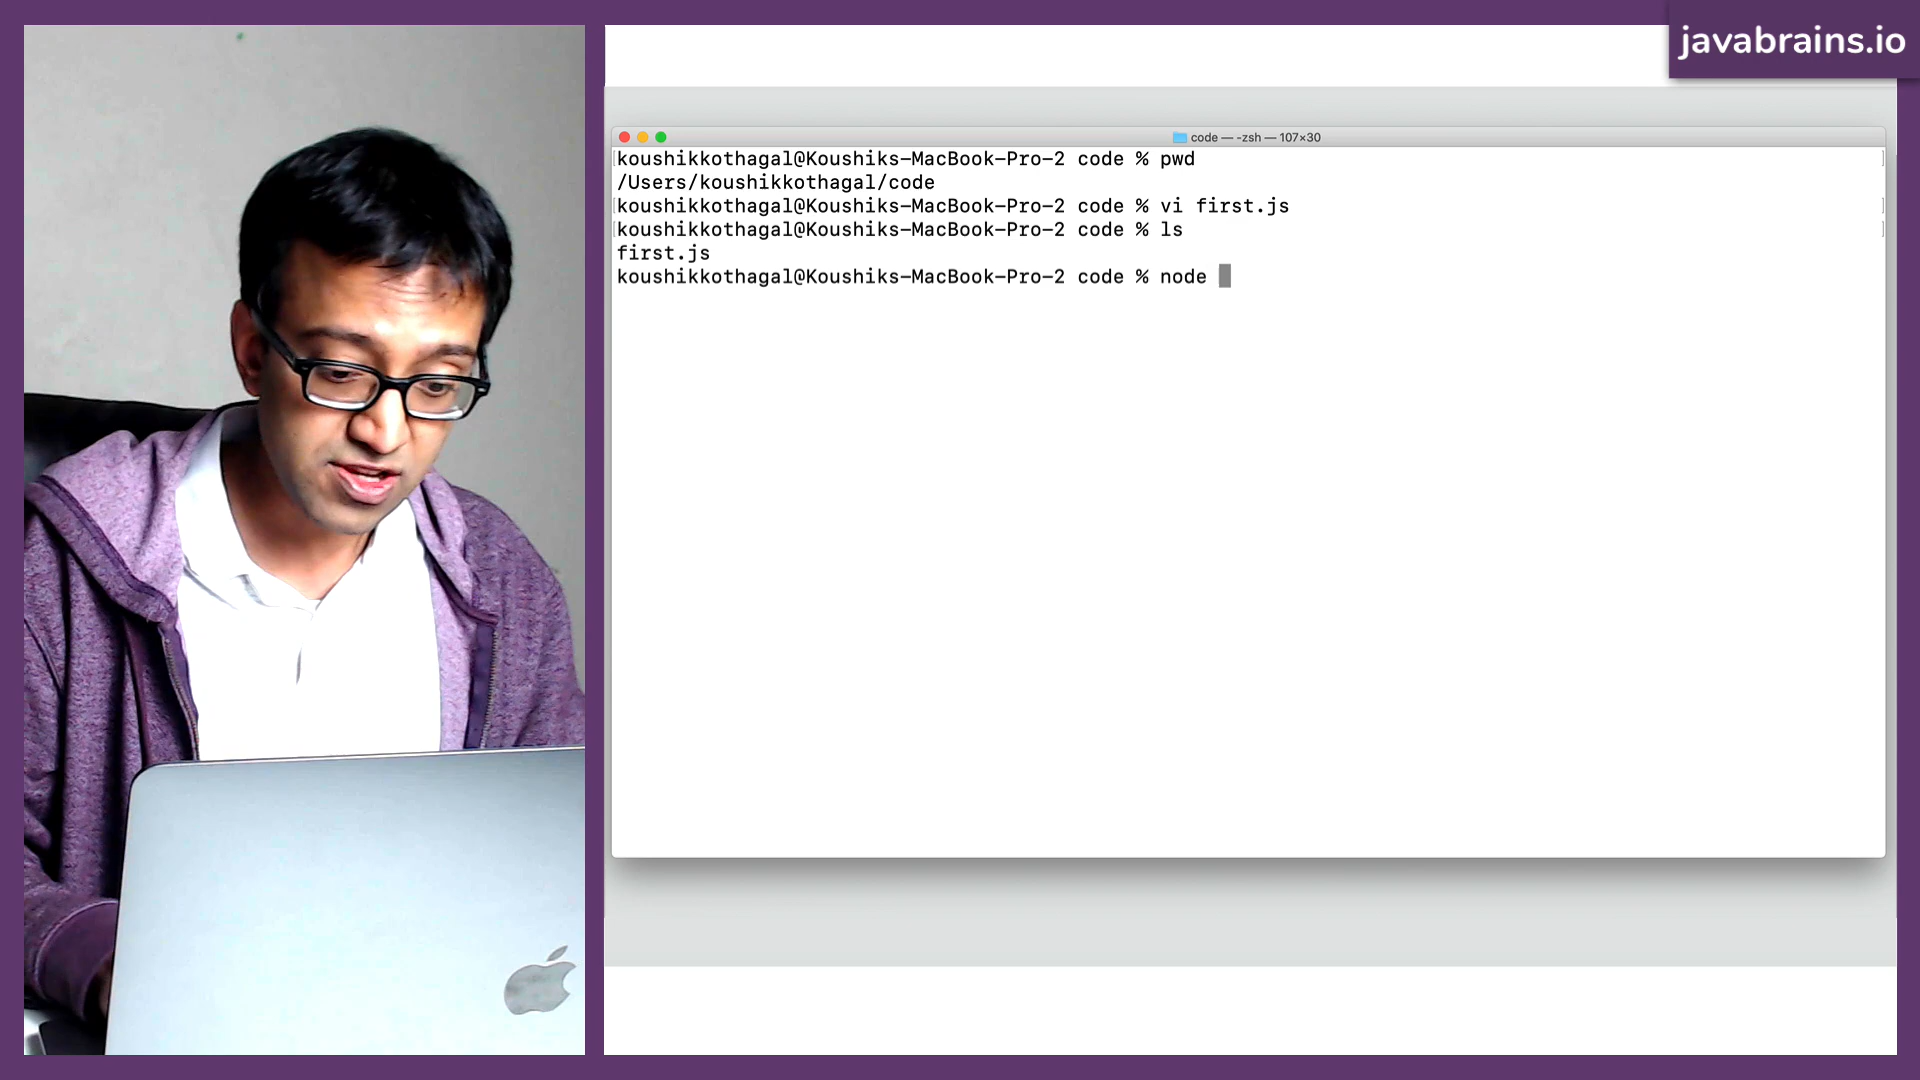 javabrains.io
code — -zsh — 107×30
koushikkothagal@Koushiks-MacBook-Pro-2 code % pwd
/Users/koushikkothagal/code
koushikkothagal@Koushiks-MacBook-Pro-2 code % vi first.js
koushikkothagal@Koushiks-MacBook-Pro-2 code % ls
first.js
koushikkothagal@Koushiks-MacBook-Pro-2 code % node